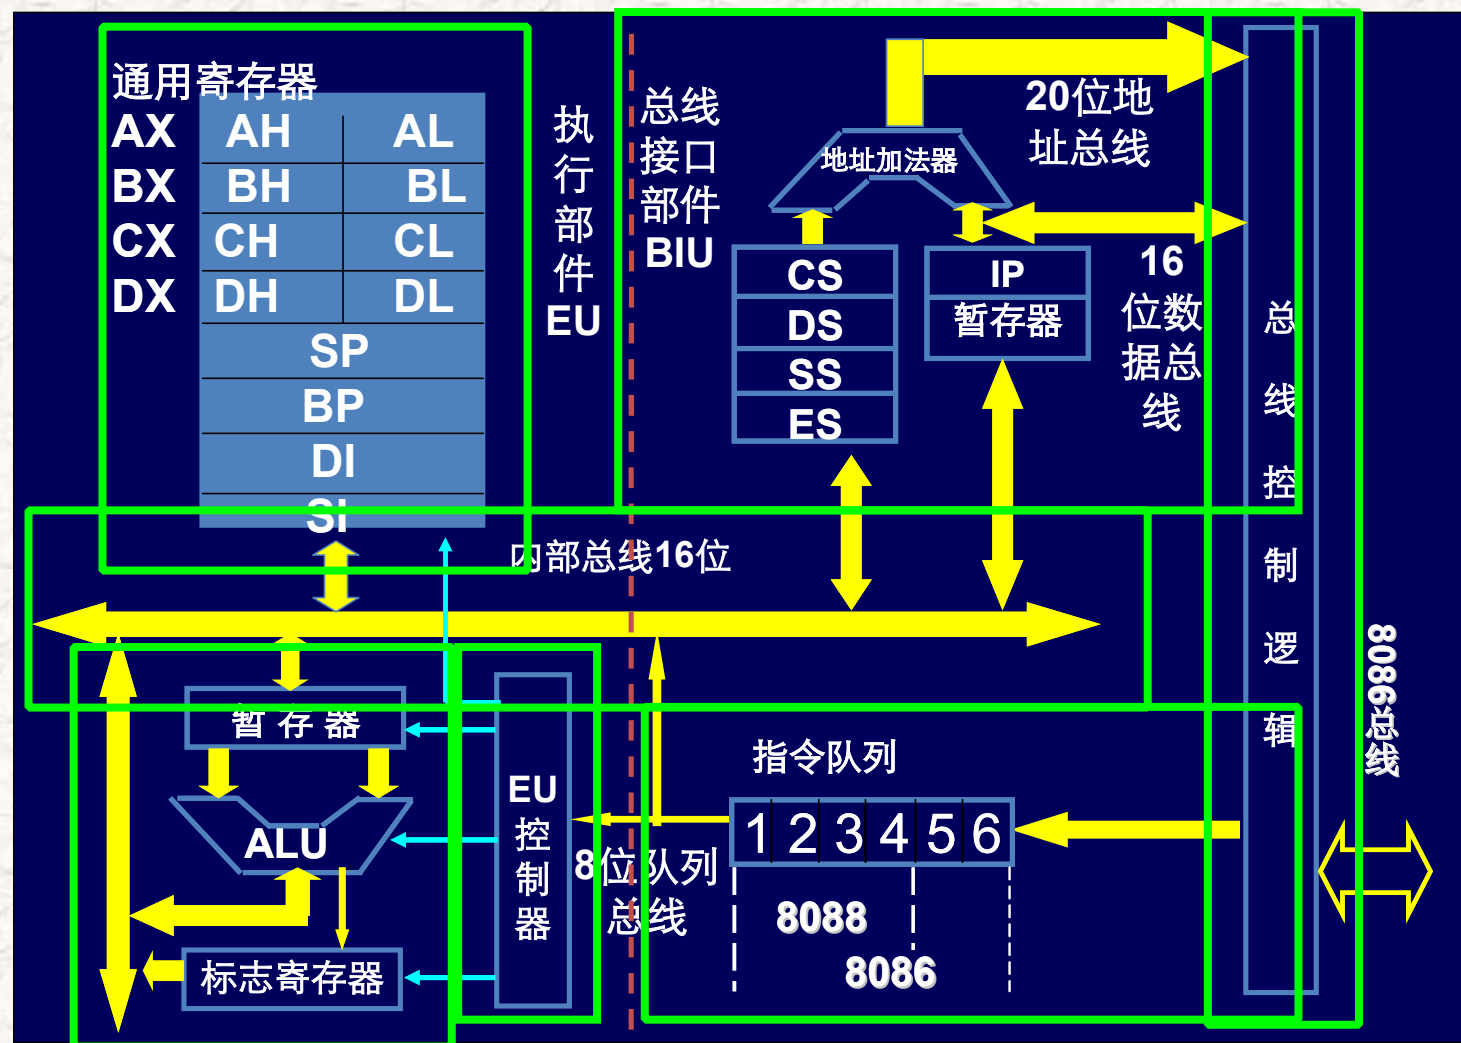 通用寄存器
AX
AH
AL
BX
BH
BL
CX
CH
CL
DX
DH
DL
SP
BP
DI
SI
执
行
部
件
EU
总线
接口
部件
BIU
地址加法器
20位地
址总线
CS
DS
SS
ES
IP
暂存器
16
位数
据总
线
总
线
控
制
逻
辑
内部总线16位
8086总线
暂存器
ALU
标志寄存器
EU
控
制
器
8位队列
总线
指令队列
1 2 3 4 5 6
8088
8086